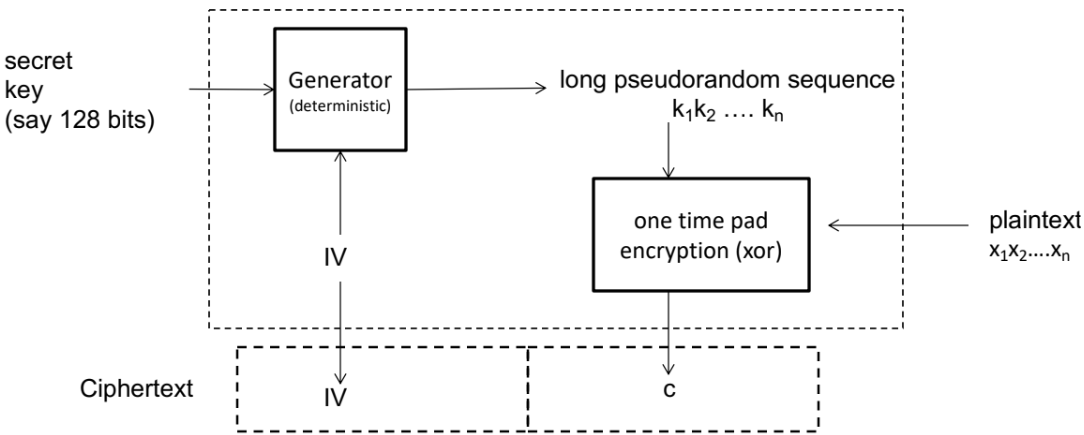 secret
key
(say 128 bits)
Generator
(deterministic)
long pseudorandom sequence
k₁k₂ .... kₙ
one time pad
encryption (xor)
plaintext
x₁x₂....xₙ
IV
Ciphertext
IV
c